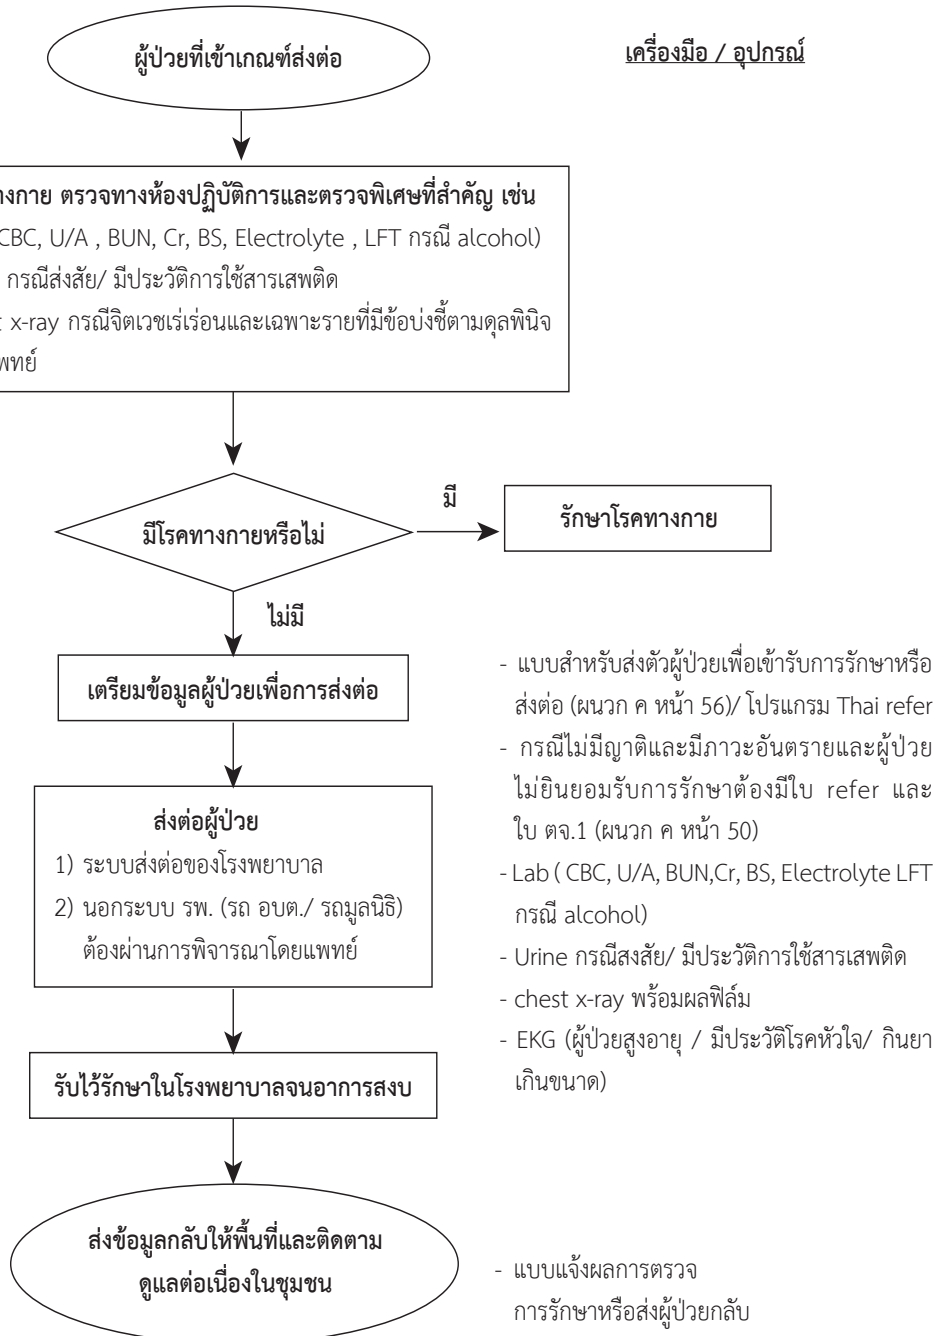 ผู้ป่วยที่เข้าเกณฑ์ส่งต่อ
เครื่องมือ / อุปกรณ์
างกาย ตรวจทางห้องปฏิบัติการและตรวจพิเศษที่สำคัญ เช่น
CBC, U/A , BUN, Cr, BS, Electrolyte , LFT กรณี alcohol)
กรณีส่งสัย/ มีประวัติการใช้สารเสพติด
x-ray กรณีจิตเวชเร่เร่อนและเฉพาะรายที่มีข้อบ่งชี้ตามดุลพินิจ
พทย์
มีโรคทางกายหรือไม่
มี
รักษาโรคทางกาย
ไม่มี
เตรียมข้อมูลผู้ป่วยเพื่อการส่งต่อ
ส่งต่อผู้ป่วย
1) ระบบส่งต่อของโรงพยาบาล
2) นอกระบบ รพ. (รถ อบต./ รถมูลนิธิ)
ต้องผ่านการพิจารณาโดยแพทย์
รับไว้รักษาในโรงพยาบาลจนอาการสงบ
ส่งข้อมูลกลับให้พื้นที่และติดตาม
ดูแลต่อเนื่องในชุมชน
- แบบสำหรับส่งตัวผู้ป่วยเพื่อเข้ารับการรักษาหรือ
ส่งต่อ (ผนวก ค หน้า 56)/ โปรแกรม Thai refer
- กรณีไม่มีญาติและมีภาวะอันตรายและผู้ป่วย
ไม่ยินยอมรับการรักษาต้องมีใบ refer และ
ใบ ตจ.1 (ผนวก ค หน้า 50)
- Lab ( CBC, U/A, BUN,Cr, BS, Electrolyte LFT
กรณี alcohol)
- Urine กรณีสงสัย/ มีประวัติการใช้สารเสพติด
- chest x-ray พร้อมผลฟิล์ม
- EKG (ผู้ป่วยสูงอายุ / มีประวัติโรคหัวใจ/ กินยา
เกินขนาด)
- แบบแจ้งผลการตรวจ
การรักษาหรือส่งผู้ป่วยกลับ